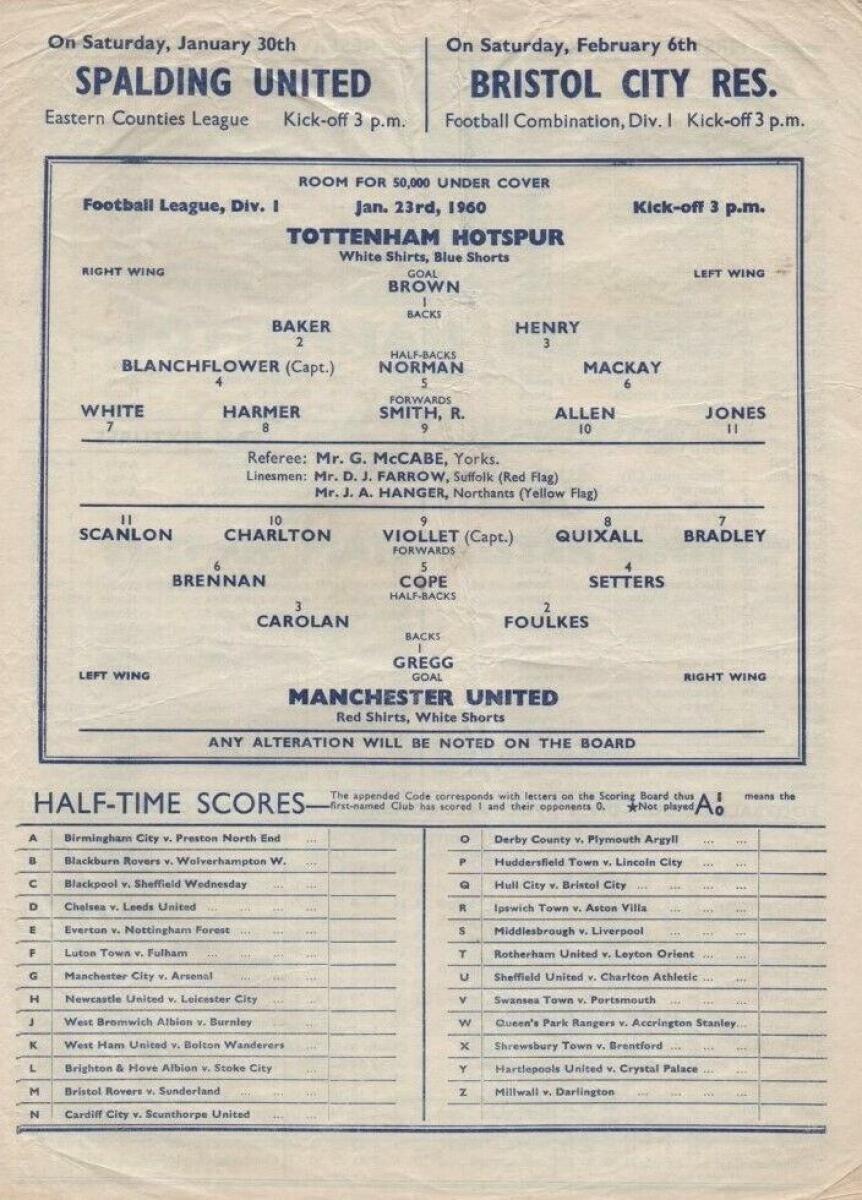 On Saturday, January 30th
SPALDING UNITED
Eastern Counties League Kick-off 3 p.m.
On Saturday, February 6th
BRISTOL CITY RES.
Football Combination, Div. I Kick-off 3 p.m.
ROOM FOR 50,000 UNDER COVER
Football League, Div. I Jan. 23rd, 1960 Kick-off 3 p.m.
TOTTENHAM HOTSPUR
White Shirts, Blue Shorts
RIGHT WING GOAL LEFT WING
BROWN
1
BACKS
BAKER HENRY
2 3
HALF-BACKS
BLANCHFLOWER (Capt.) NORMAN MACKAY
4 5 6
FORWARDS
WHITE HARMER SMITH, R. ALLEN JONES
7 8 9 10 11
Referee: Mr. G. McCABE, Yorks.
Linesmen: Mr. D. J. FARROW, Suffolk (Red Flag)
Mr. J. A. HANGER, Northants (Yellow Flag)
11 10 9 8 7
SCANLON CHARLTON VIOLLET (Capt.) QUIXALL BRADLEY
FORWARDS
6 5 4
BRENNAN COPE SETTERS
HALF-BACKS
3 2
CAROLAN FOULKES
BACKS
1
GREGG
LEFT WING GOAL RIGHT WING
MANCHESTER UNITED
Red Shirts, White Shorts
ANY ALTERATION WILL BE NOTED ON THE BOARD
HALF-TIME SCORES—The appended Code corresponds with letters on the Scoring Board thus A 1 0 means the
first-named Club has scored 1 and their opponents 0. ★Not played
A Birmingham City v. Preston North End ...
B Blackburn Rovers v. Wolverhampton W. ...
C Blackpool v. Sheffield Wednesday ... ...
D Chelsea v. Leeds United ... ... ...
E Everton v. Nottingham Forest ... ... ...
F Luton Town v. Fulham ... ... ... ...
G Manchester City v. Arsenal ... ...
H Newcastle United v. Leicester City ... ...
J West Bromwich Albion v. Burnley ... ...
K West Ham United v. Bolton Wanderers ...
L Brighton & Hove Albion v. Stoke City ...
M Bristol Rovers v. Sunderland ... ... ...
N Cardiff City v. Scunthorpe United ... ...
O Derby County v. Plymouth Argyll ... ...
P Huddersfield Town v. Lincoln City ... ...
Q Hull City v. Bristol City ... ... ...
R Ipswich Town v. Aston Villa ... ... ...
S Middlesbrough v. Liverpool ... ... ...
T Rotherham United v. Leyton Orient ... ...
U Sheffield United v. Charlton Athletic ... ...
V Swansea Town v. Portsmouth ... ... ...
W Queen's Park Rangers v. Accrington Stanley...
X Shrewsbury Town v. Brentford ... ... ...
Y Hartlepools United v. Crystal Palace ... ...
Z Millwall v. Darlington ... ... ...